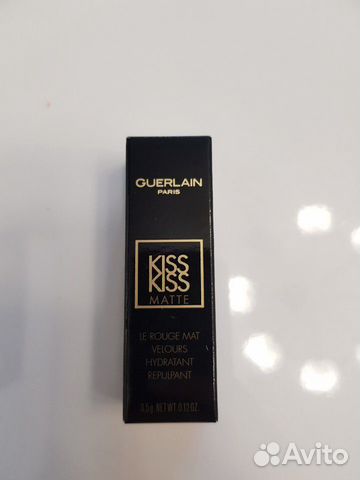 GUERLAIN
PARIS
KISS
KISS
MATTE
LE ROUGE MAT
VELOURS
HYDRATANT
REPULPANT
3,5g NET WT. 0.12 OZ.
Avito